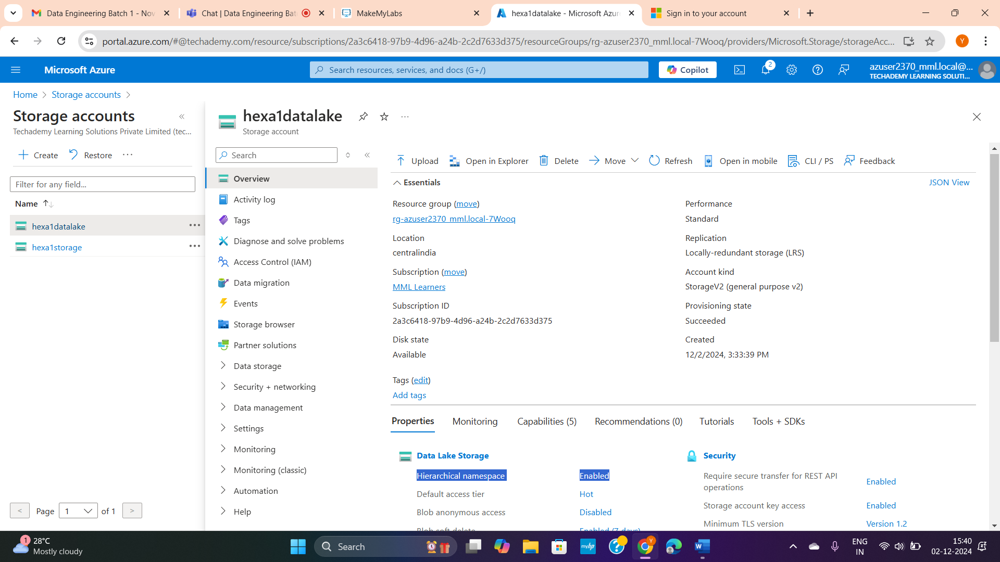 Data Engineering Batch 1 - Nov
Chat | Data Engineering Bat
MakeMyLabs
hexa1datalake - Microsoft Azur
Sign in to your account
portal.azure.com/#@techademy.com/resource/subscriptions/2a3c6418-97b9-4d96-a24b-2c2d7633d375/resourceGroups/rg-azuser2370_mml.local-7Wooq/providers/Microsoft.Storage/storageAcc...
Y
Microsoft Azure
Search resources, services, and docs (G+/)
Copilot
2
azuser2370_mml.local@...
TECHADEMY LEARNING SOLUTI...
Home > Storage accounts >
Storage accounts
Techademy Learning Solutions Private Limited (tec...
Create
Restore
...
Filter for any field...
Name
hexa1datalake
hexa1storage
< Page 1 of 1 >
hexa1datalake
Storage account
Search
Overview
Activity log
Tags
Diagnose and solve problems
Access Control (IAM)
Data migration
Events
Storage browser
Partner solutions
Data storage
Security + networking
Data management
Settings
Monitoring
Monitoring (classic)
Automation
Help
Upload
Open in Explorer
Delete
Move
Refresh
Open in mobile
CLI / PS
Feedback
Essentials
JSON View
Resource group (move)
rg-azuser2370_mml.local-7Wooq
Location
centralindia
Subscription (move)
MML Learners
Subscription ID
2a3c6418-97b9-4d96-a24b-2c2d7633d375
Disk state
Available
Performance
Standard
Replication
Locally-redundant storage (LRS)
Account kind
StorageV2 (general purpose v2)
Provisioning state
Succeeded
Created
12/2/2024, 3:33:39 PM
Tags (edit)
Add tags
Properties
Monitoring
Capabilities (5)
Recommendations (0)
Tutorials
Tools + SDKs
Data Lake Storage
Hierarchical namespace Enabled
Default access tier Hot
Blob anonymous access Disabled
Blob soft delete Enabled (7 days)
Security
Require secure transfer for REST API operations Enabled
Storage account key access Enabled
Minimum TLS version Version 1.2
1
28°C
Mostly cloudy
Search
myhp
Y
ENG
IN
15:40
02-12-2024